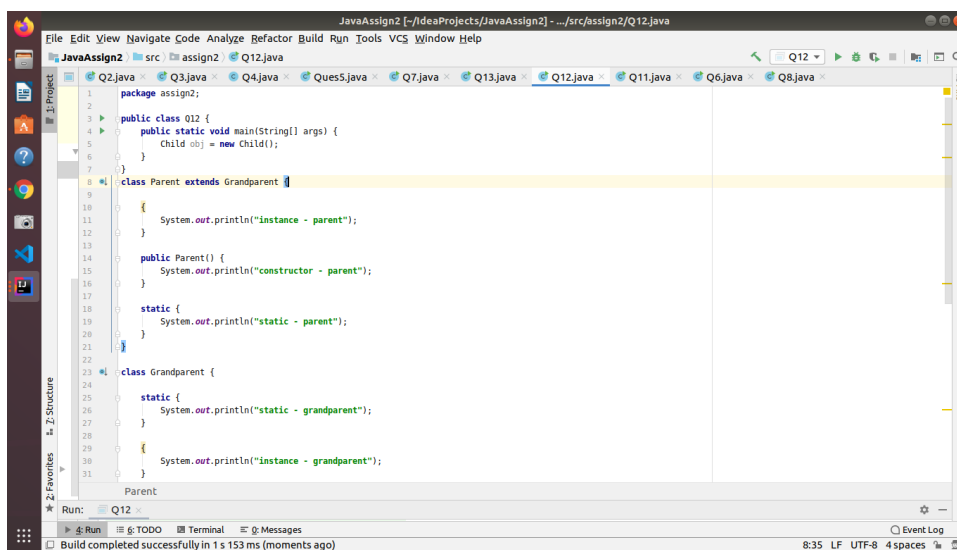 JavaAssign2 [~/IdeaProjects/JavaAssign2] - .../src/assign2/Q12.java
File Edit View Navigate Code Analyze Refactor Build Run Tools VCS Window Help
JavaAssign2 src assign2 Q12.java Q12
Q2.java Q3.java Q4.java Ques5.java Q7.java Q13.java Q12.java Q11.java Q6.java Q8.java
1: Project
1 package assign2;
2
3 public class Q12 {
4 public static void main(String[] args) {
5 Child obj = new Child();
6 }
7 }
8 class Parent extends Grandparent {
9
10 {
11 System.out.println("instance - parent");
12 }
13
14 public Parent() {
15 System.out.println("constructor - parent");
16 }
17
18 static {
19 System.out.println("static - parent");
20 }
21 }
22
23 class Grandparent {
24
25 static {
26 System.out.println("static - grandparent");
27 }
28
29 {
30 System.out.println("instance - grandparent");
31 }
Parent
Z: Structure
2: Favorites
Run: Q12
4: Run 6: TODO Terminal 0: Messages Event Log
Build completed successfully in 1 s 153 ms (moments ago) 8:35 LF UTF-8 4 spaces